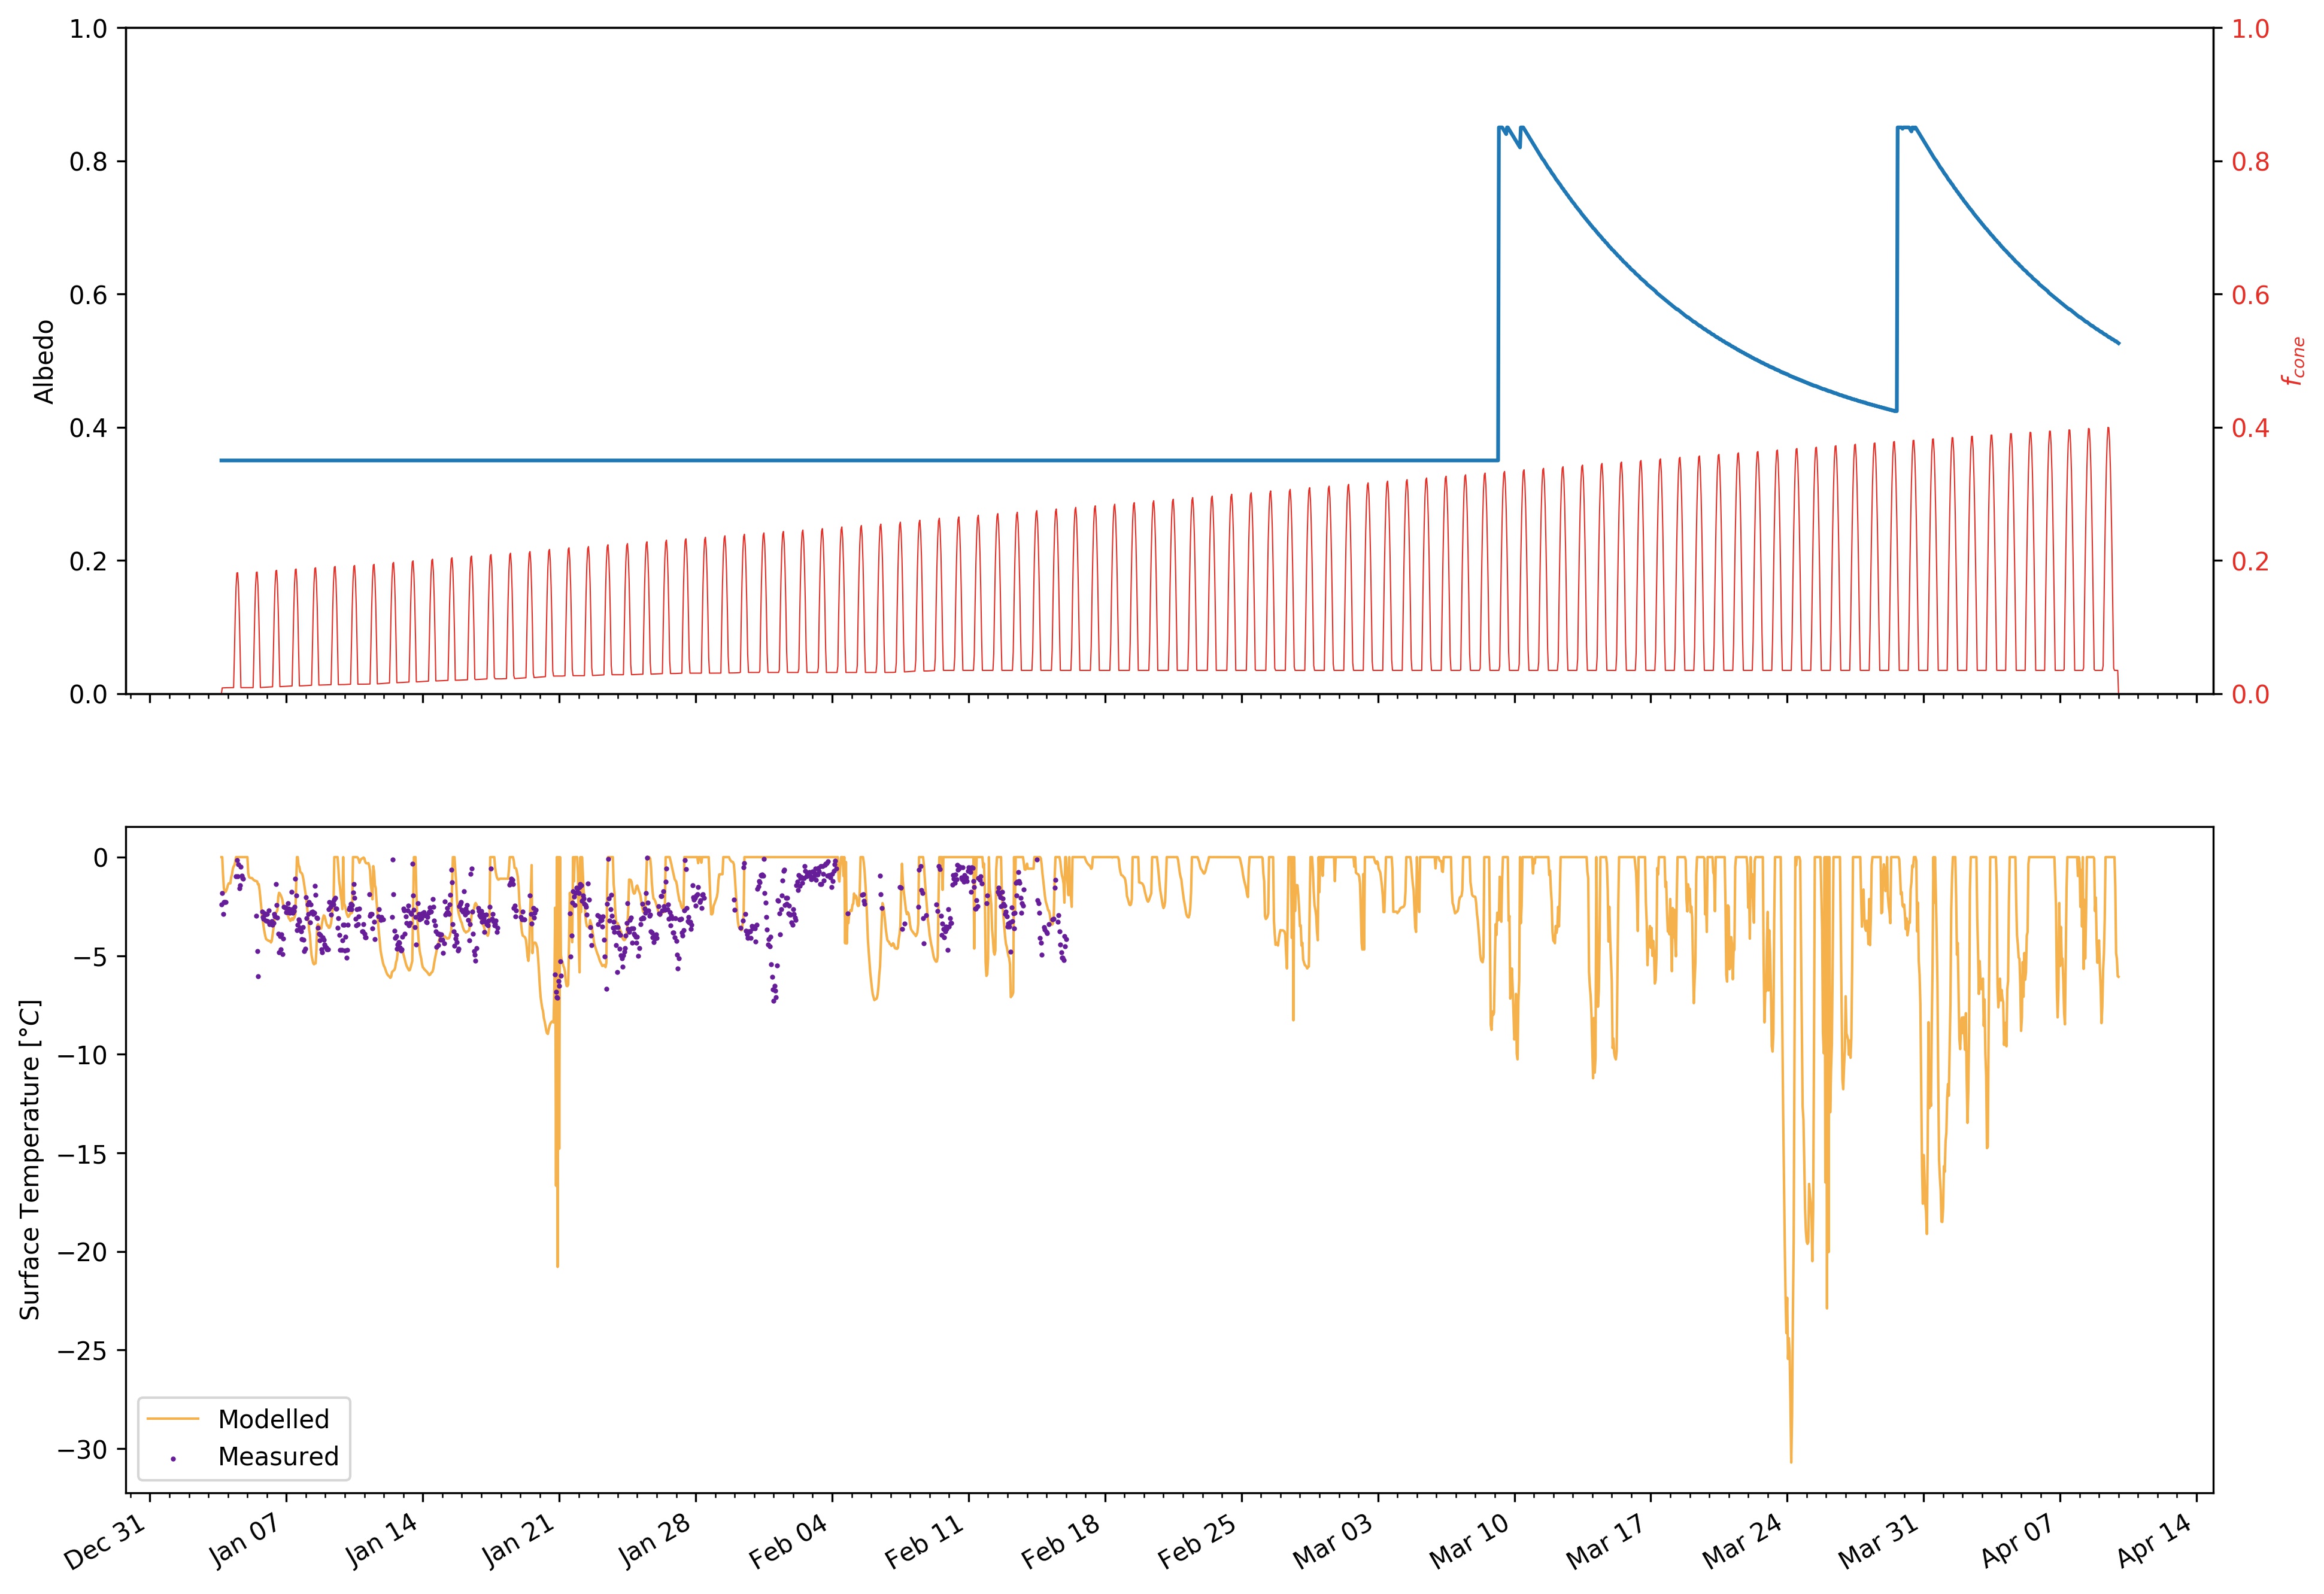 1.0
0.8
0.6
0.4
0.2
0.0
Albedo
1.0
0.8
0.6
0.4
0.2
0.0
f_cone
0
−5
−10
−15
−20
−25
−30
Surface Temperature [°C]
Modelled
Measured
Dec 31
Jan 07
Jan 14
Jan 21
Jan 28
Feb 04
Feb 11
Feb 18
Feb 25
Mar 03
Mar 10
Mar 17
Mar 24
Mar 31
Apr 07
Apr 14